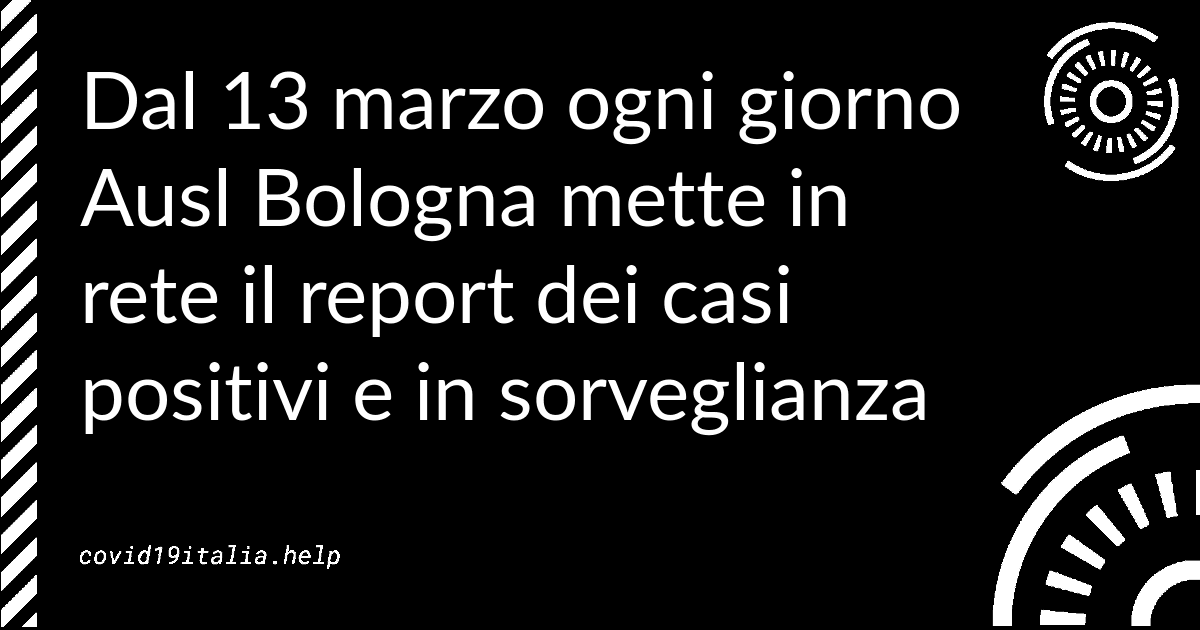 Dal 13 marzo ogni giorno
Ausl Bologna mette in
rete il report dei casi
positivi e in sorveglianza
covid19italia.help